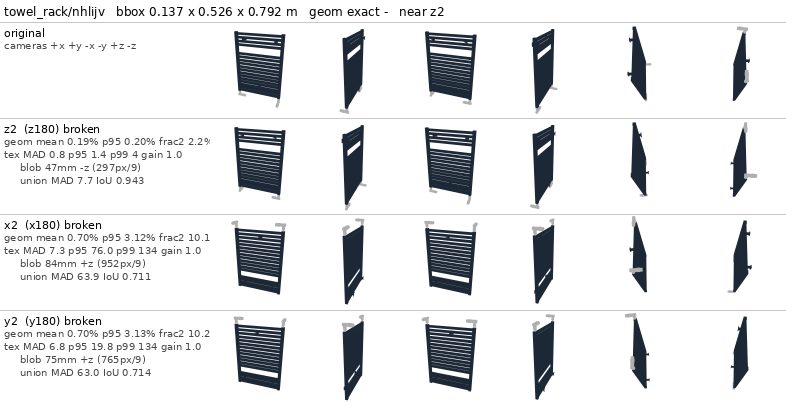 towel_rack/nhlijv   bbox 0.137 x 0.526 x 0.792 m   geom exact -   near z2
original
cameras +x +y -x -y +z -z
z2  (z180) broken
geom mean 0.19% p95 0.20% frac2 2.2%
tex MAD 0.8 p95 1.4 p99 4 gain 1.0
blob 47mm -z (297px/9)
union MAD 7.7 IoU 0.943
x2  (x180) broken
geom mean 0.70% p95 3.12% frac2 10.1
tex MAD 7.3 p95 76.0 p99 134 gain 1.0
blob 84mm +z (952px/9)
union MAD 63.9 IoU 0.711
y2  (y180) broken
geom mean 0.70% p95 3.13% frac2 10.2
tex MAD 6.8 p95 19.8 p99 134 gain 1.0
blob 75mm +z (765px/9)
union MAD 63.0 IoU 0.714